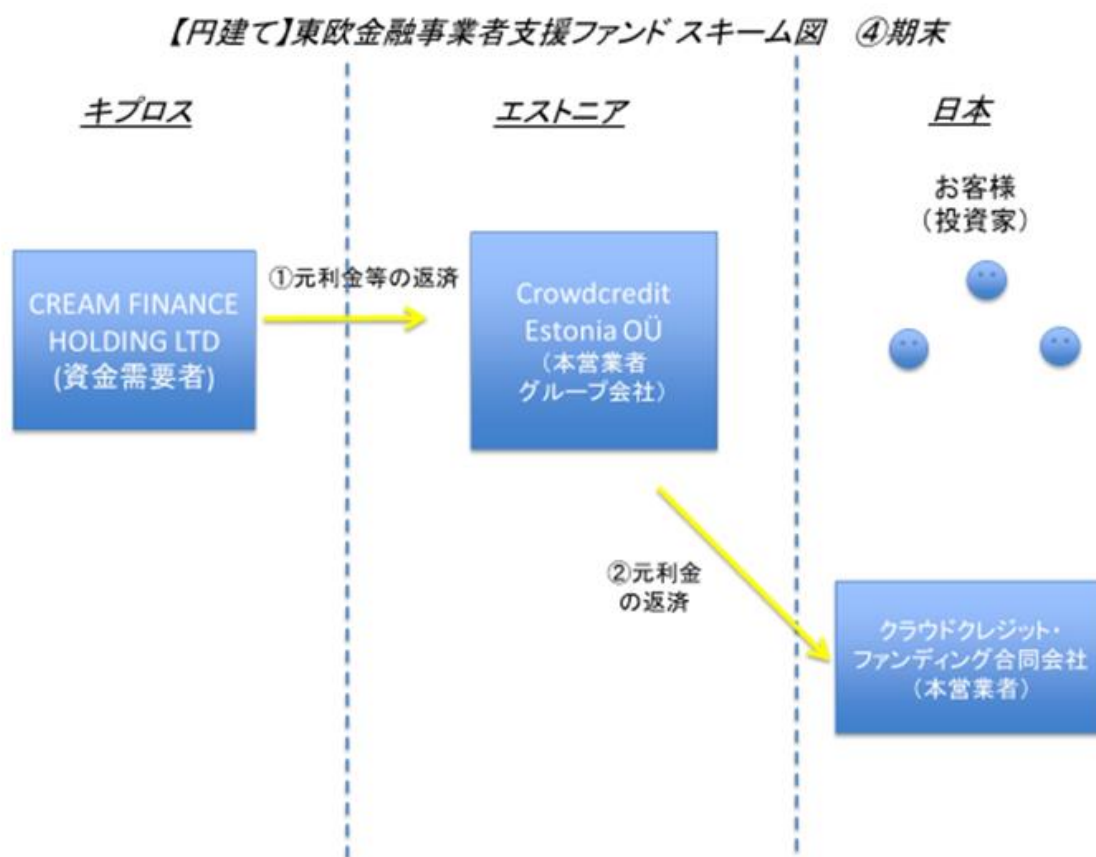 【円建て】東欧金融事業者支援ファンド スキーム図　④期末
キプロス
エストニア
日本
お客様
（投資家）
CREAM FINANCE
HOLDING LTD
(資金需要者)
①元利金等の返済
Crowdcredit
Estonia OÜ
（本営業者
グループ会社）
②元利金
の返済
クラウドクレジット・
ファンディング合同会社
（本営業者）